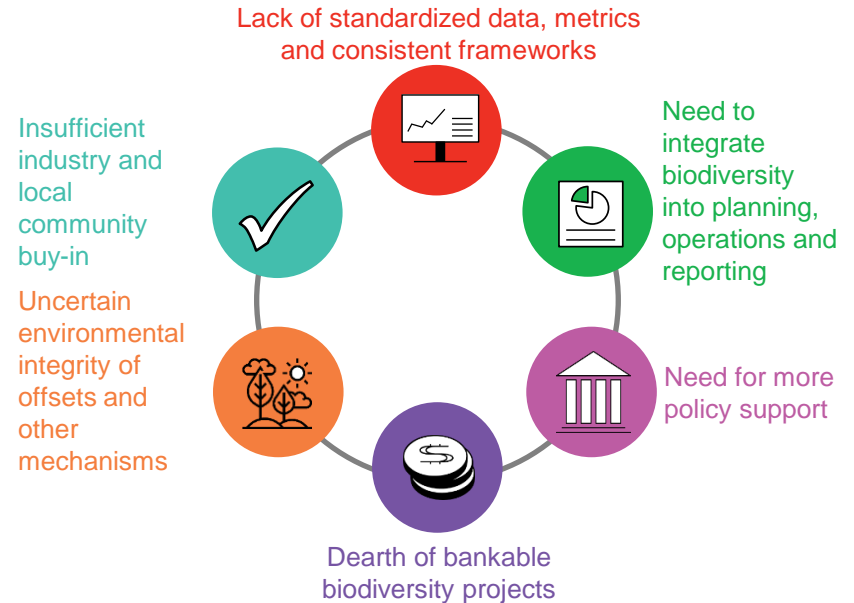 Lack of standardized data, metrics
and consistent frameworks
Need to
integrate
biodiversity
into planning,
operations and
reporting
Need for more
policy support
Dearth of bankable
biodiversity projects
Uncertain
environmental
integrity of
offsets and
other
mechanisms
Insufficient
industry and
local
community
buy-in